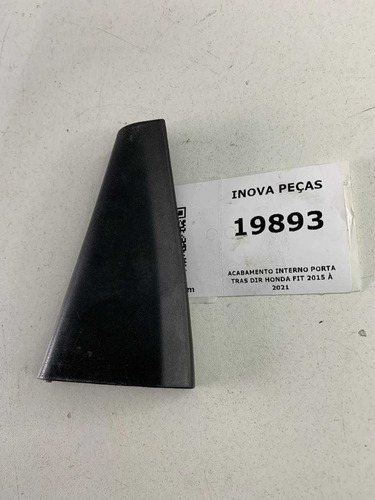 INOVA PEÇAS
19893
ACABAMENTO INTERNO PORTA
TRAS DIR HONDA FIT 2015 À
2021
m